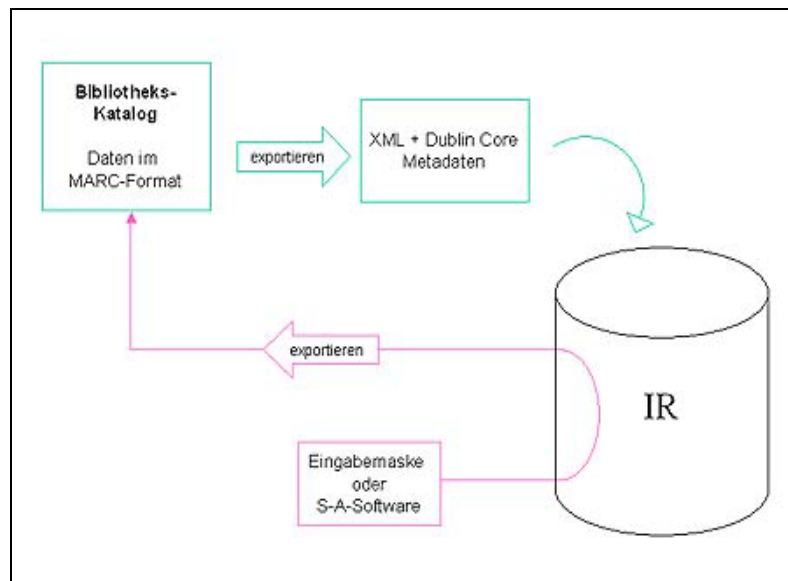 Bibliotheks-
Katalog
Daten im
MARC-Format
exportieren
XML + Dublin Core
Metadaten
exportieren
IR
Eingabemaske
oder
S-A-Software